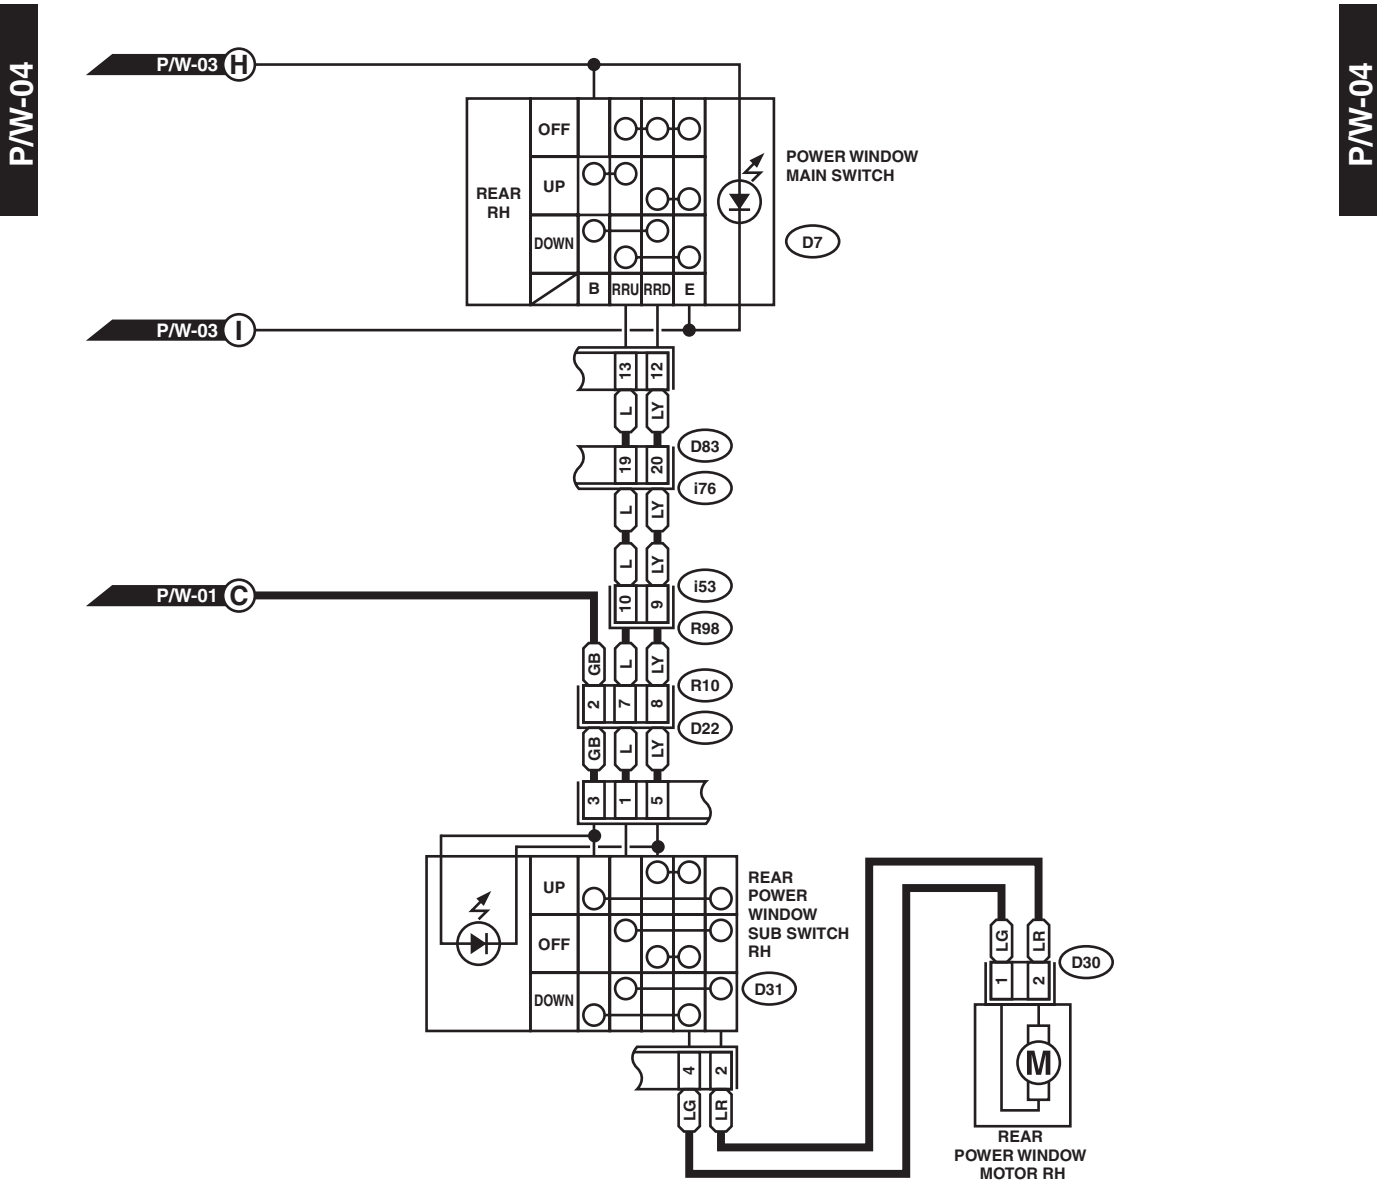 P/W-04
P/W-04
P/W-03 H
REAR
RH
OFF
UP
DOWN
B RRU RRD E
POWER WINDOW
MAIN SWITCH
D7
P/W-03 I
13 12
L LY
D83
19 20
i76
L LY
L LY
i53
10 9
R98
P/W-01 C
GB L LY
R10
2 7 8
D22
GB L LY
3 1 5
UP
OFF
DOWN
REAR
POWER
WINDOW
SUB SWITCH
RH
D31
4 2
LG LR
LG LR
D30
1 2
M
REAR
POWER WINDOW
MOTOR RH